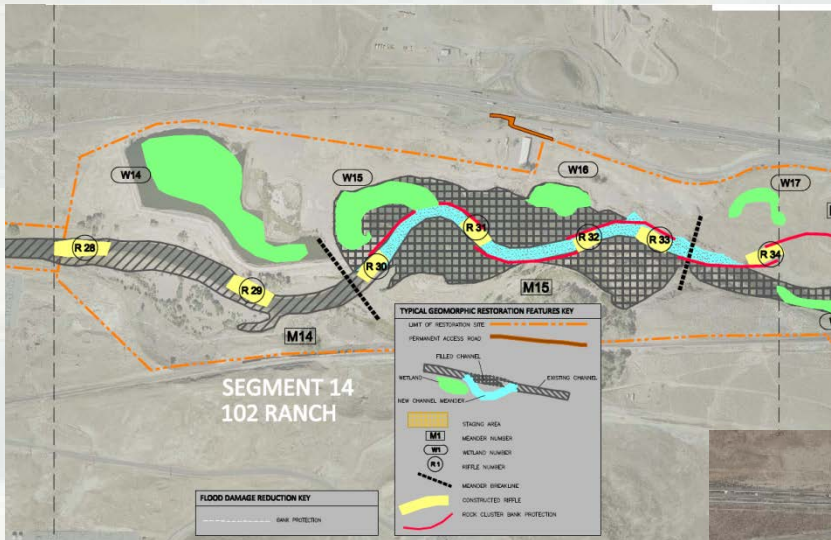 W14
W15
W16
W17
R 28
R 29
R 30
R 31
R 32
R 33
R 34
M14
M15
SEGMENT 14
102 RANCH
TYPICAL GEOMORPHIC RESTORATION FEATURES KEY
LIMIT OF RESTORATION SITE
PERMANENT ACCESS ROAD
FILLED CHANNEL
WETLAND
EXISTING CHANNEL
NEW CHANNEL MEANDER
STAGING AREA
M1
MEANDER NUMBER
W1
WETLAND NUMBER
R 1
RIFFLE NUMBER
MEANDER BREAKLINE
CONSTRUCTED RIFFLE
ROCK CLUSTER BANK PROTECTION
FLOOD DAMAGE REDUCTION KEY
BANK PROTECTION